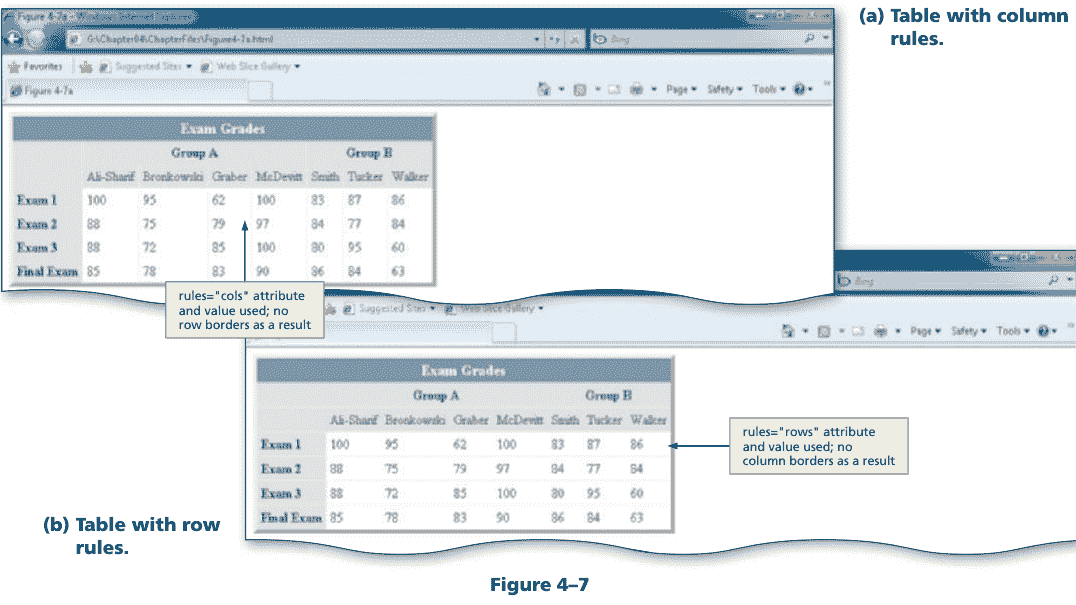 Figure 4-7a
(a) Table with column
rules.
G:\Chapter04\ChapterFiles\Figure4-7a.html
Bing
Favorites Suggested Sites Web Slice Gallery
Figure 4-7a
Page Safety Tools
Exam Grades
Group A Group B
Ali-Sharif Bronkowski Graber McDevitt Smith Tucker Walker
Exam 1 100 95 62 100 83 87 86
Exam 2 88 75 79 97 84 77 84
Exam 3 88 72 85 100 80 95 60
Final Exam 85 78 83 90 86 84 63
rules="cols" attribute
and value used; no
row borders as a result
Bing
Suggested Sites Web Slice Gallery
Page Safety Tools
Exam Grades
Group A Group B
Ali-Sharif Bronkowski Graber McDevitt Smith Tucker Walker
Exam 1 100 95 62 100 83 87 86
Exam 2 88 75 79 97 84 77 84
Exam 3 88 72 85 100 80 95 60
Final Exam 85 78 83 90 86 84 63
rules="rows" attribute
and value used; no
column borders as a result
(b) Table with row
rules.
Figure 4–7